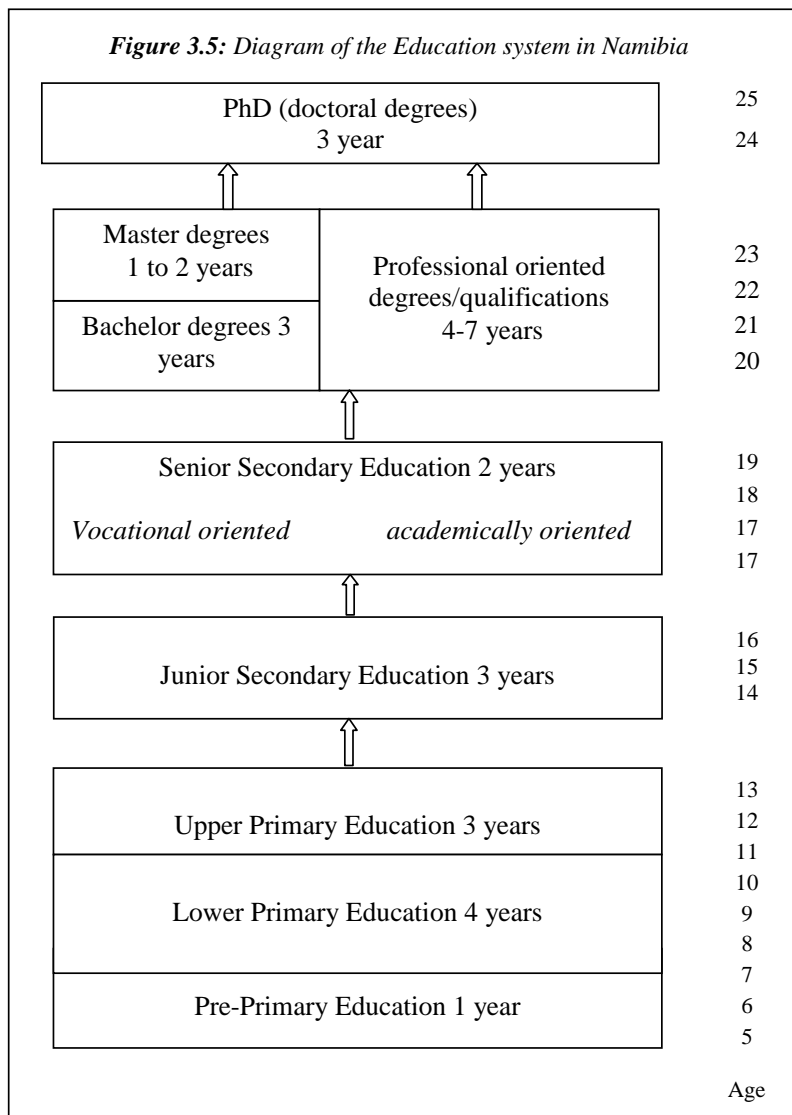 Figure 3.5: Diagram of the Education system in Namibia
PhD (doctoral degrees)
3 year
25
24
Master degrees
1 to 2 years
Bachelor degrees 3
years
Professional oriented
degrees/qualifications
4-7 years
23
22
21
20
Senior Secondary Education 2 years
Vocational oriented academically oriented
19
18
17
17
Junior Secondary Education 3 years
16
15
14
Upper Primary Education 3 years
Lower Primary Education 4 years
Pre-Primary Education 1 year
13
12
11
10
9
8
7
6
5
Age